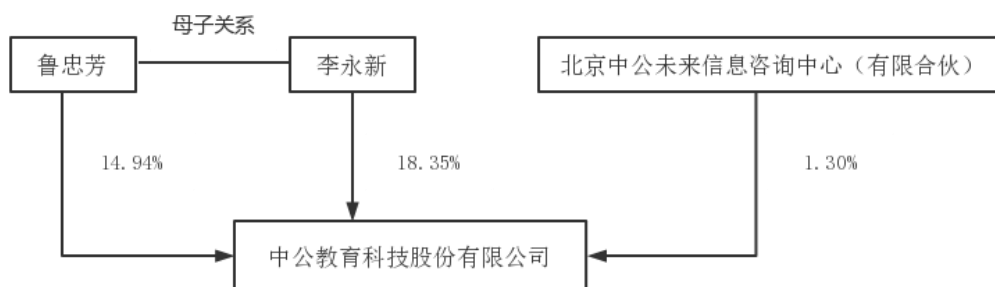 母子关系
鲁忠芳
李永新
北京中公未来信息咨询中心（有限合伙）
14.94%
18.35%
1.30%
中公教育科技股份有限公司